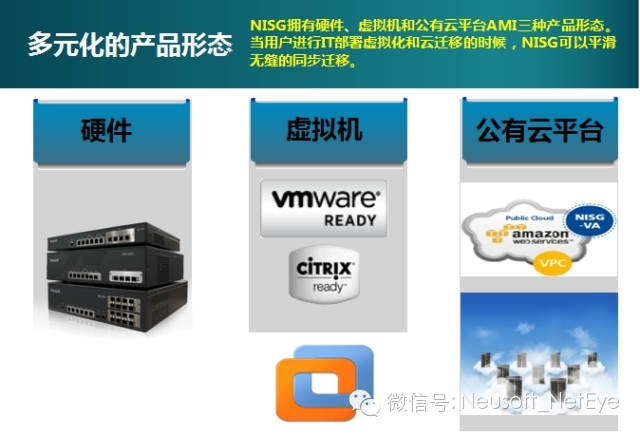 多元化的产品形态
NISG拥有硬件、虚拟机和公有云平台AMI三种产品形态。
当用户进行IT部署虚拟化和云迁移的时候，NISG可以平滑
无缝的同步迁移。
硬件
虚拟机
公有云平台
vmware®
READY
CITRIX®
ready™
Public Cloud
NISG
-VA
amazon
webservices™
VPC
微信号: Neusoft_NetEye